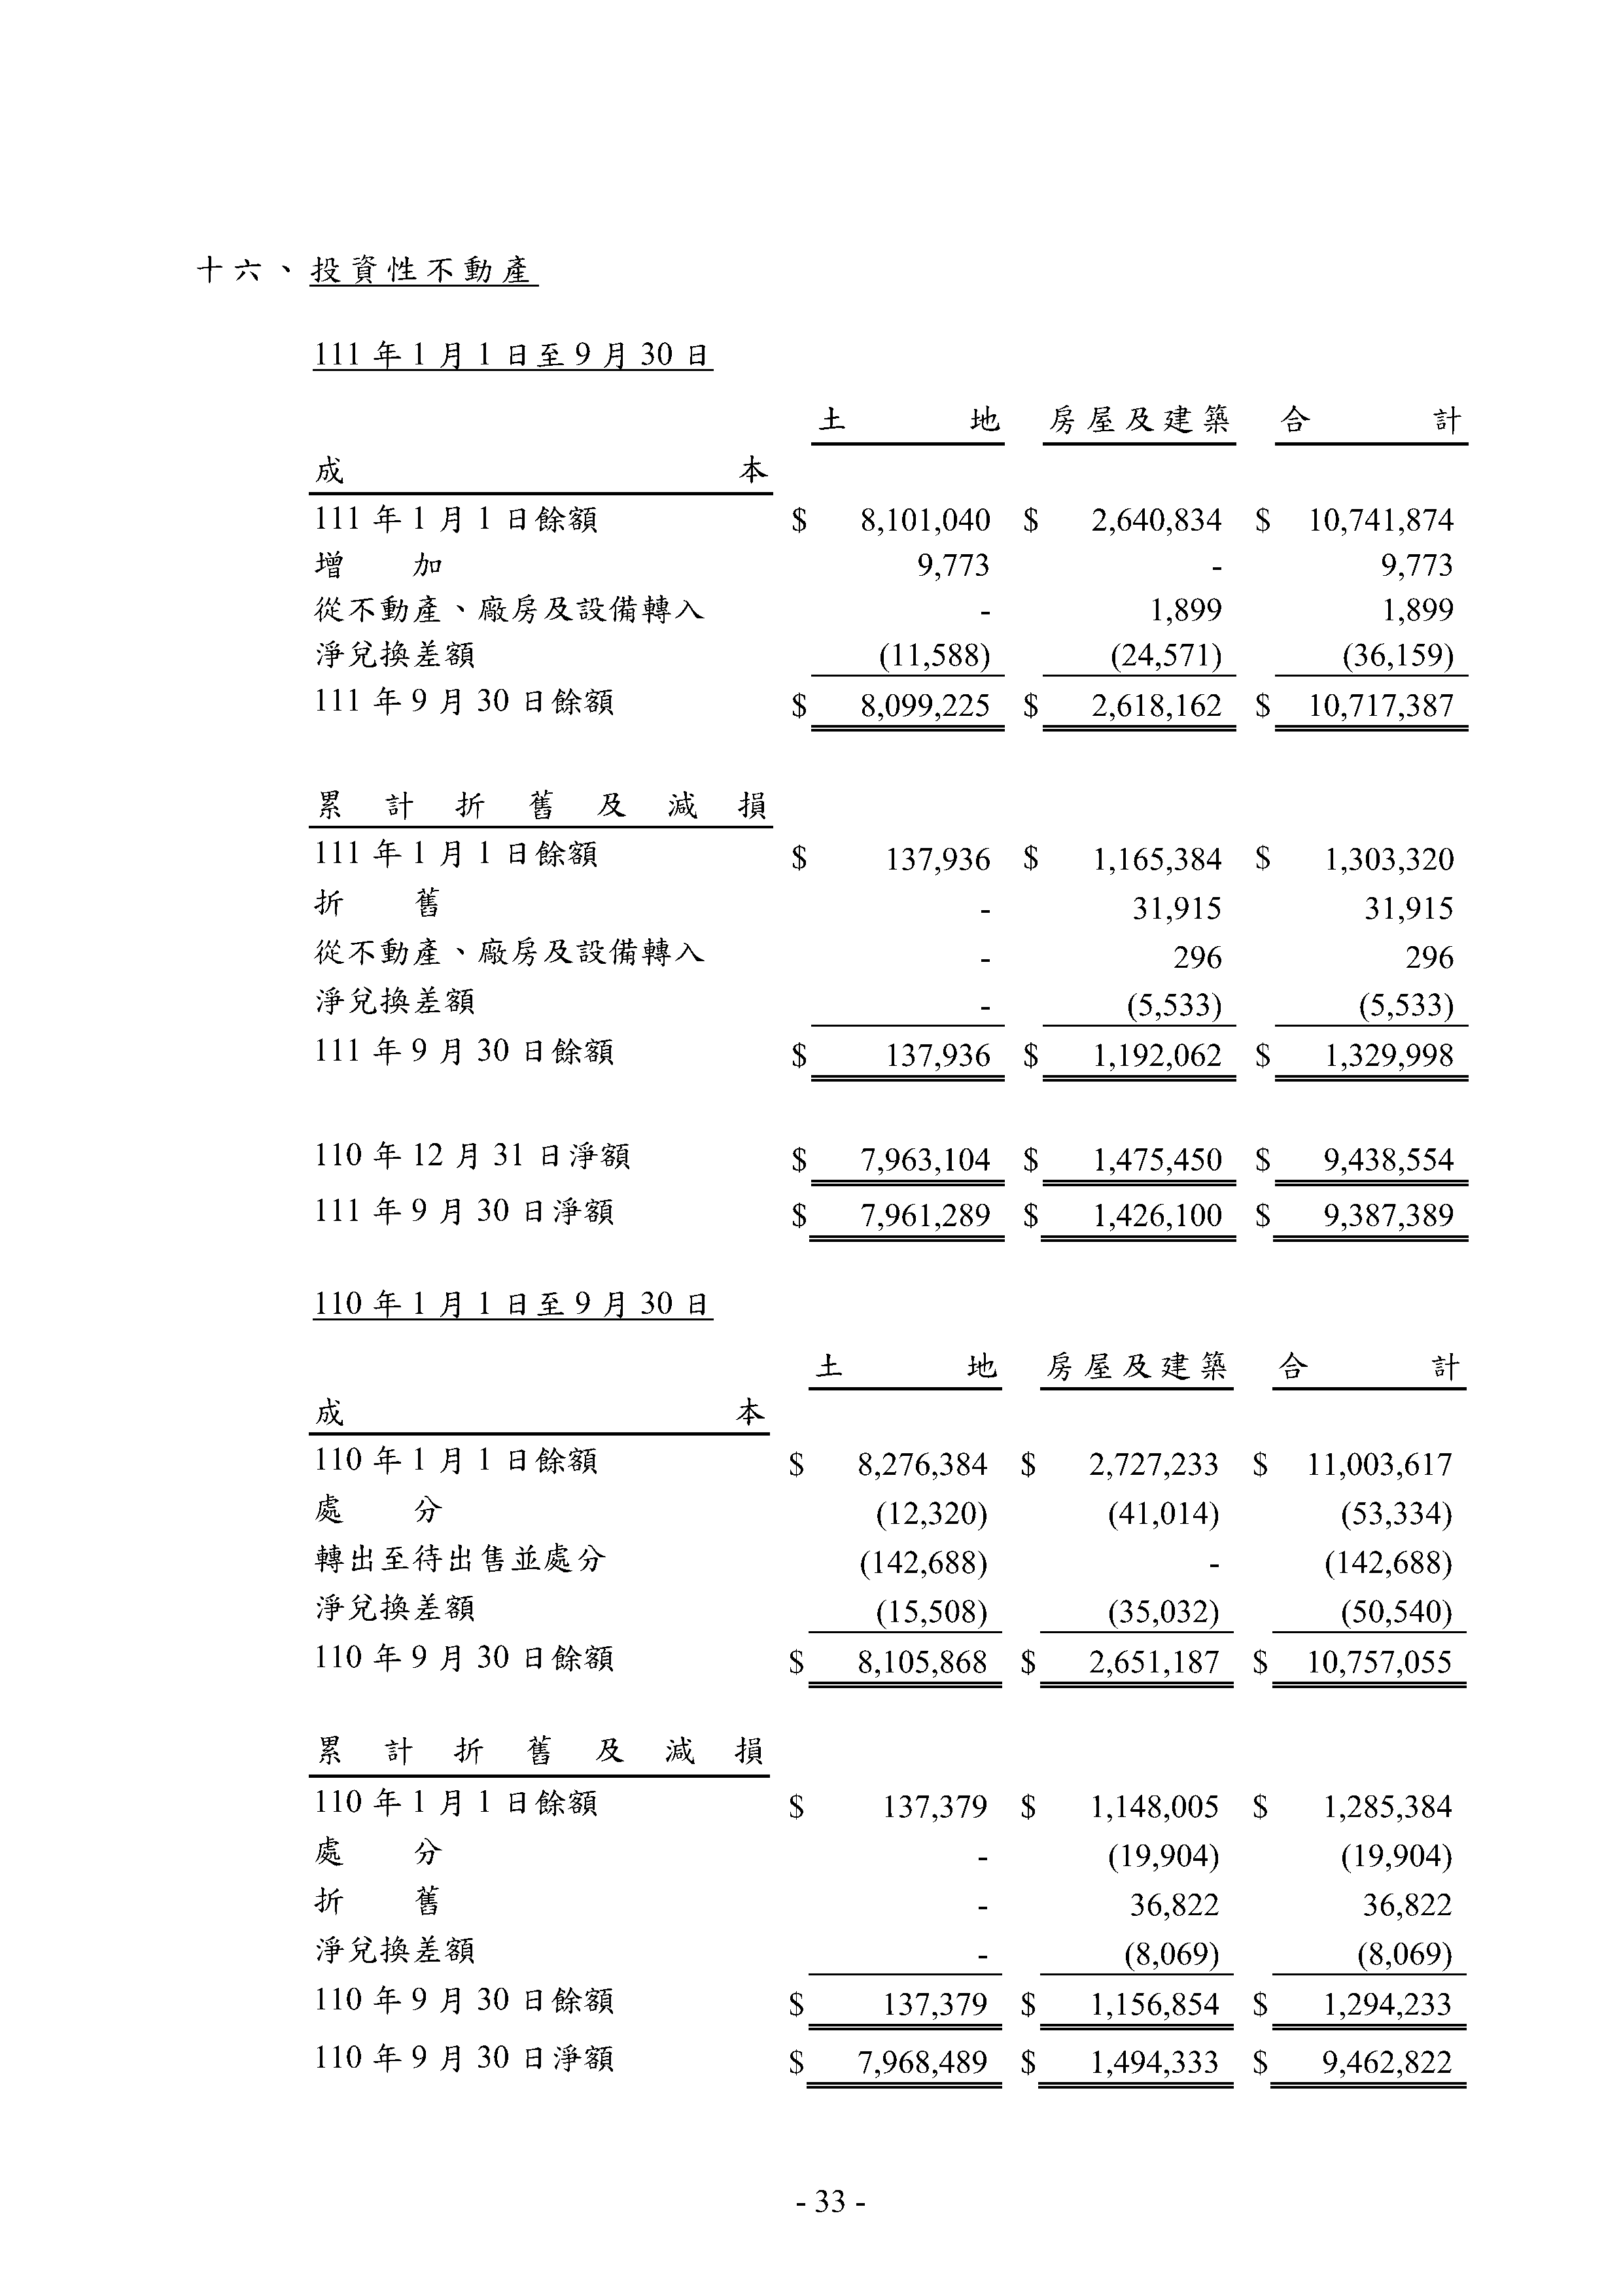 十六、投資性不動產
111 年 1 月 1 日至 9 月 30 日
土地 房屋及建築 合計
成本
111 年 1 月 1 日餘額 $ 8,101,040 $ 2,640,834 $ 10,741,874
增加 9,773 - 9,773
從不動產、廠房及設備轉入 - 1,899 1,899
淨兌換差額 (11,588) (24,571) (36,159)
111 年 9 月 30 日餘額 $ 8,099,225 $ 2,618,162 $ 10,717,387
累計折舊及減損
111 年 1 月 1 日餘額 $ 137,936 $ 1,165,384 $ 1,303,320
折舊 - 31,915 31,915
從不動產、廠房及設備轉入 - 296 296
淨兌換差額 - (5,533) (5,533)
111 年 9 月 30 日餘額 $ 137,936 $ 1,192,062 $ 1,329,998
110 年 12 月 31 日淨額 $ 7,963,104 $ 1,475,450 $ 9,438,554
111 年 9 月 30 日淨額 $ 7,961,289 $ 1,426,100 $ 9,387,389
110 年 1 月 1 日至 9 月 30 日
土地 房屋及建築 合計
成本
110 年 1 月 1 日餘額 $ 8,276,384 $ 2,727,233 $ 11,003,617
處分 (12,320) (41,014) (53,334)
轉出至待出售並處分 (142,688) - (142,688)
淨兌換差額 (15,508) (35,032) (50,540)
110 年 9 月 30 日餘額 $ 8,105,868 $ 2,651,187 $ 10,757,055
累計折舊及減損
110 年 1 月 1 日餘額 $ 137,379 $ 1,148,005 $ 1,285,384
處分 - (19,904) (19,904)
折舊 - 36,822 36,822
淨兌換差額 - (8,069) (8,069)
110 年 9 月 30 日餘額 $ 137,379 $ 1,156,854 $ 1,294,233
110 年 9 月 30 日淨額 $ 7,968,489 $ 1,494,333 $ 9,462,822
- 33 -